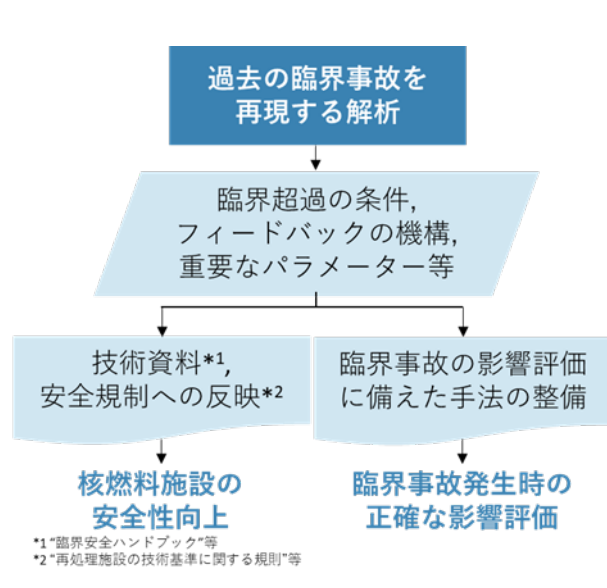 過去の臨界事故を
再現する解析
臨界超過の条件,
フィードバックの機構,
重要なパラメーター等
技術資料*1,
安全規制への反映*2
臨界事故の影響評価
に備えた手法の整備
核燃料施設の
安全性向上
臨界事故発生時の
正確な影響評価
*1 “臨界安全ハンドブック”等
*2 “再処理施設の技術基準に関する規則”等